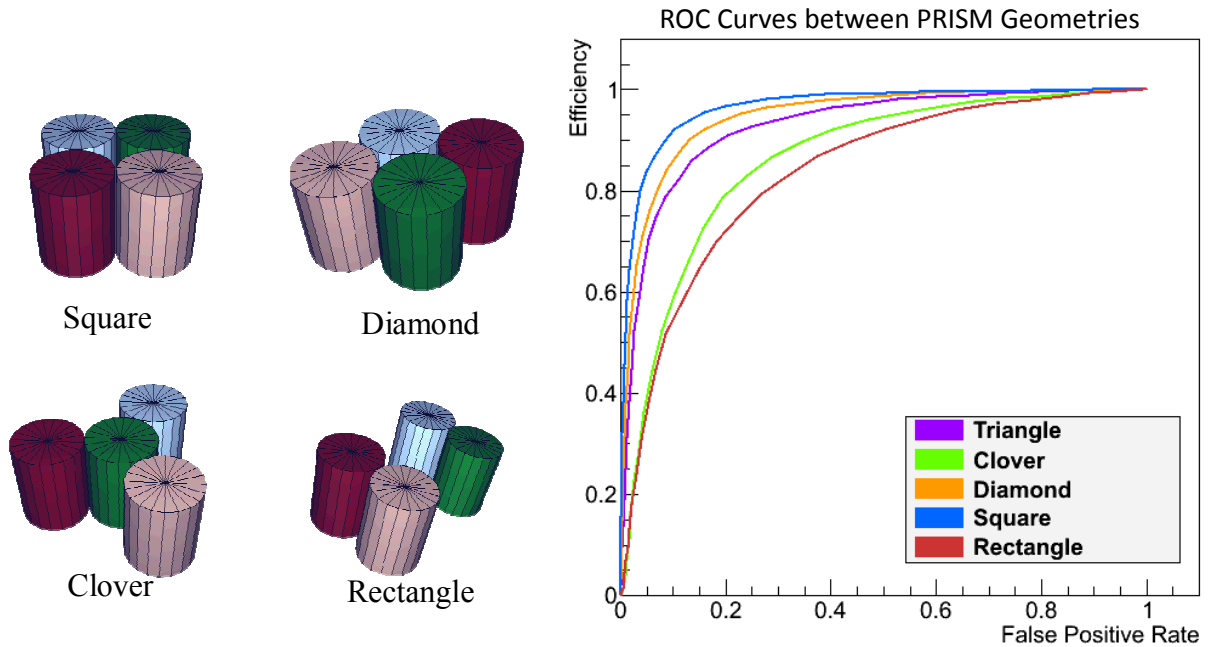 Square
Diamond
Clover
Rectangle
ROC Curves between PRISM Geometries
Efficiency
1
0.8
0.6
0.4
0.2
0
Triangle
Clover
Diamond
Square
Rectangle
0 0.2 0.4 0.6 0.8 1
False Positive Rate